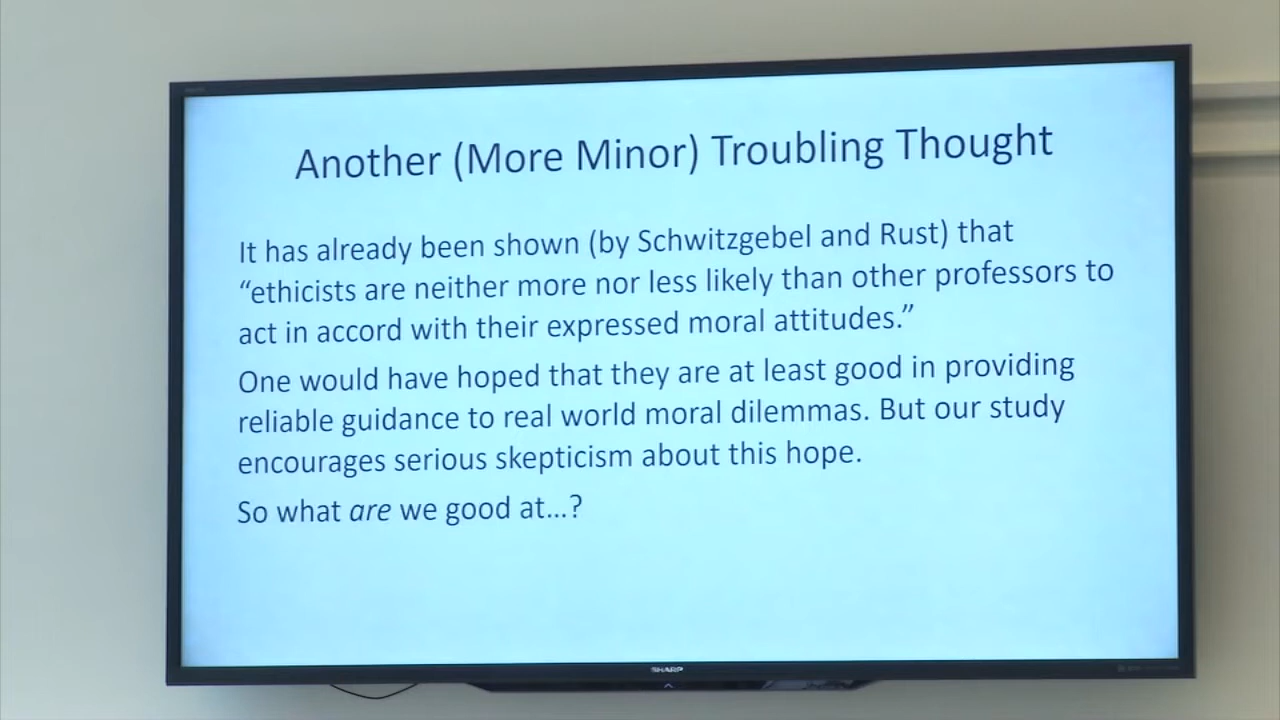 Another (More Minor) Troubling Thought
It has already been shown (by Schwitzgebel and Rust) that
“ethicists are neither more nor less likely than other professors to
act in accord with their expressed moral attitudes.”
One would have hoped that they are at least good in providing
reliable guidance to real world moral dilemmas. But our study
encourages serious skepticism about this hope.
So what are we good at...?
SHARP